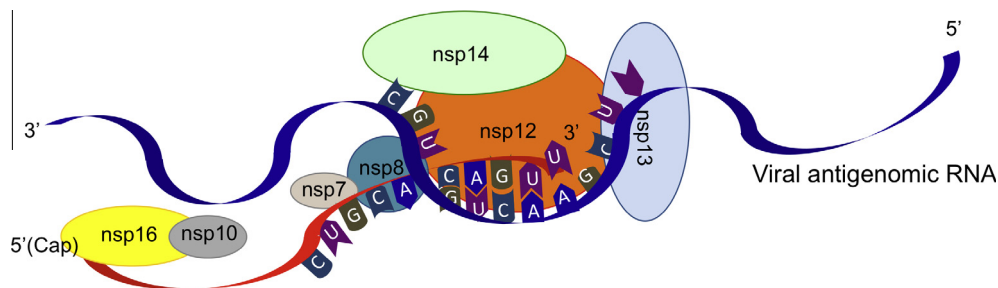 5’
nsp14
C
G
U
nsp12
3’
U
U
C
nsp13
3’
nsp8
nsp7
C A G U
A
C
G
U
C
G U C A A G
Viral antigenomic RNA
5’(Cap)
nsp16
nsp10